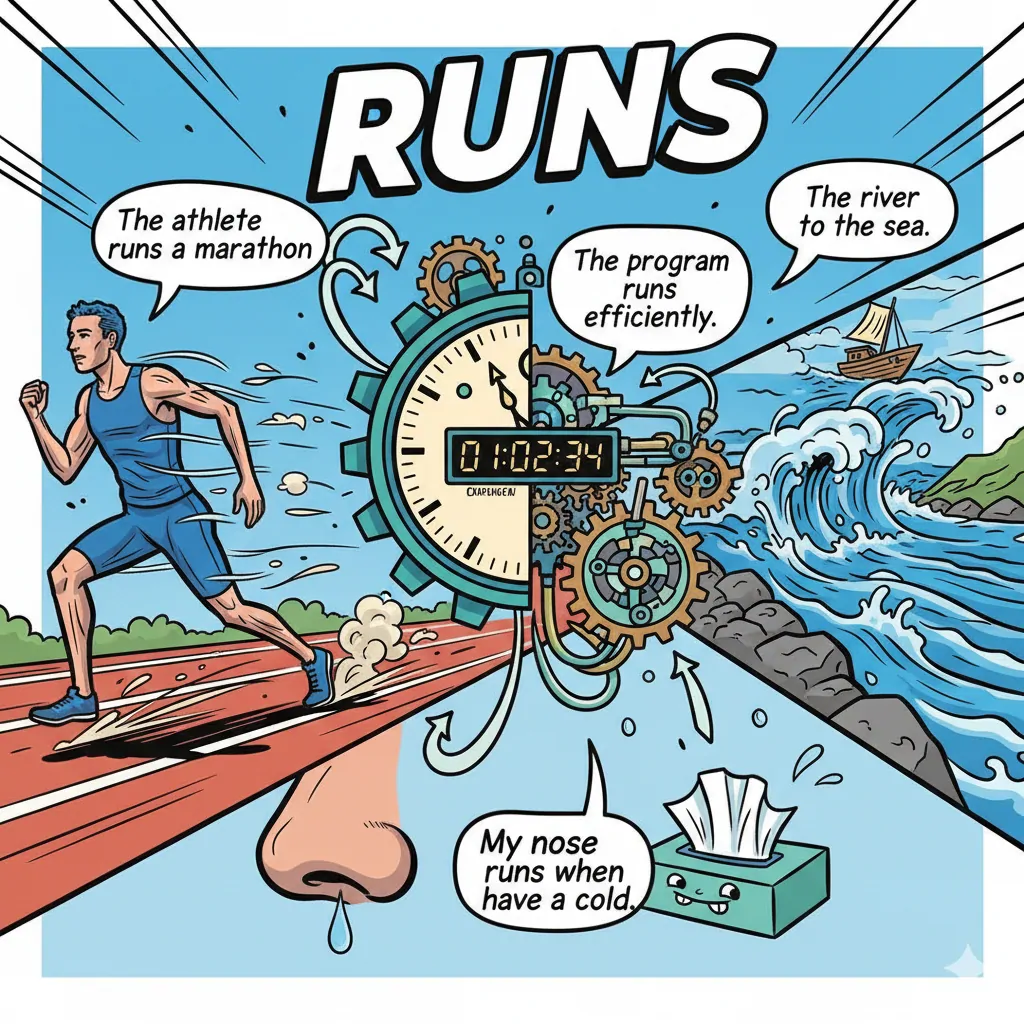 RUNS
The athlete
runs a marathon
The program
runs
efficiently.
The river
to the sea.
01:02:34
My nose
runs when
have a cold.